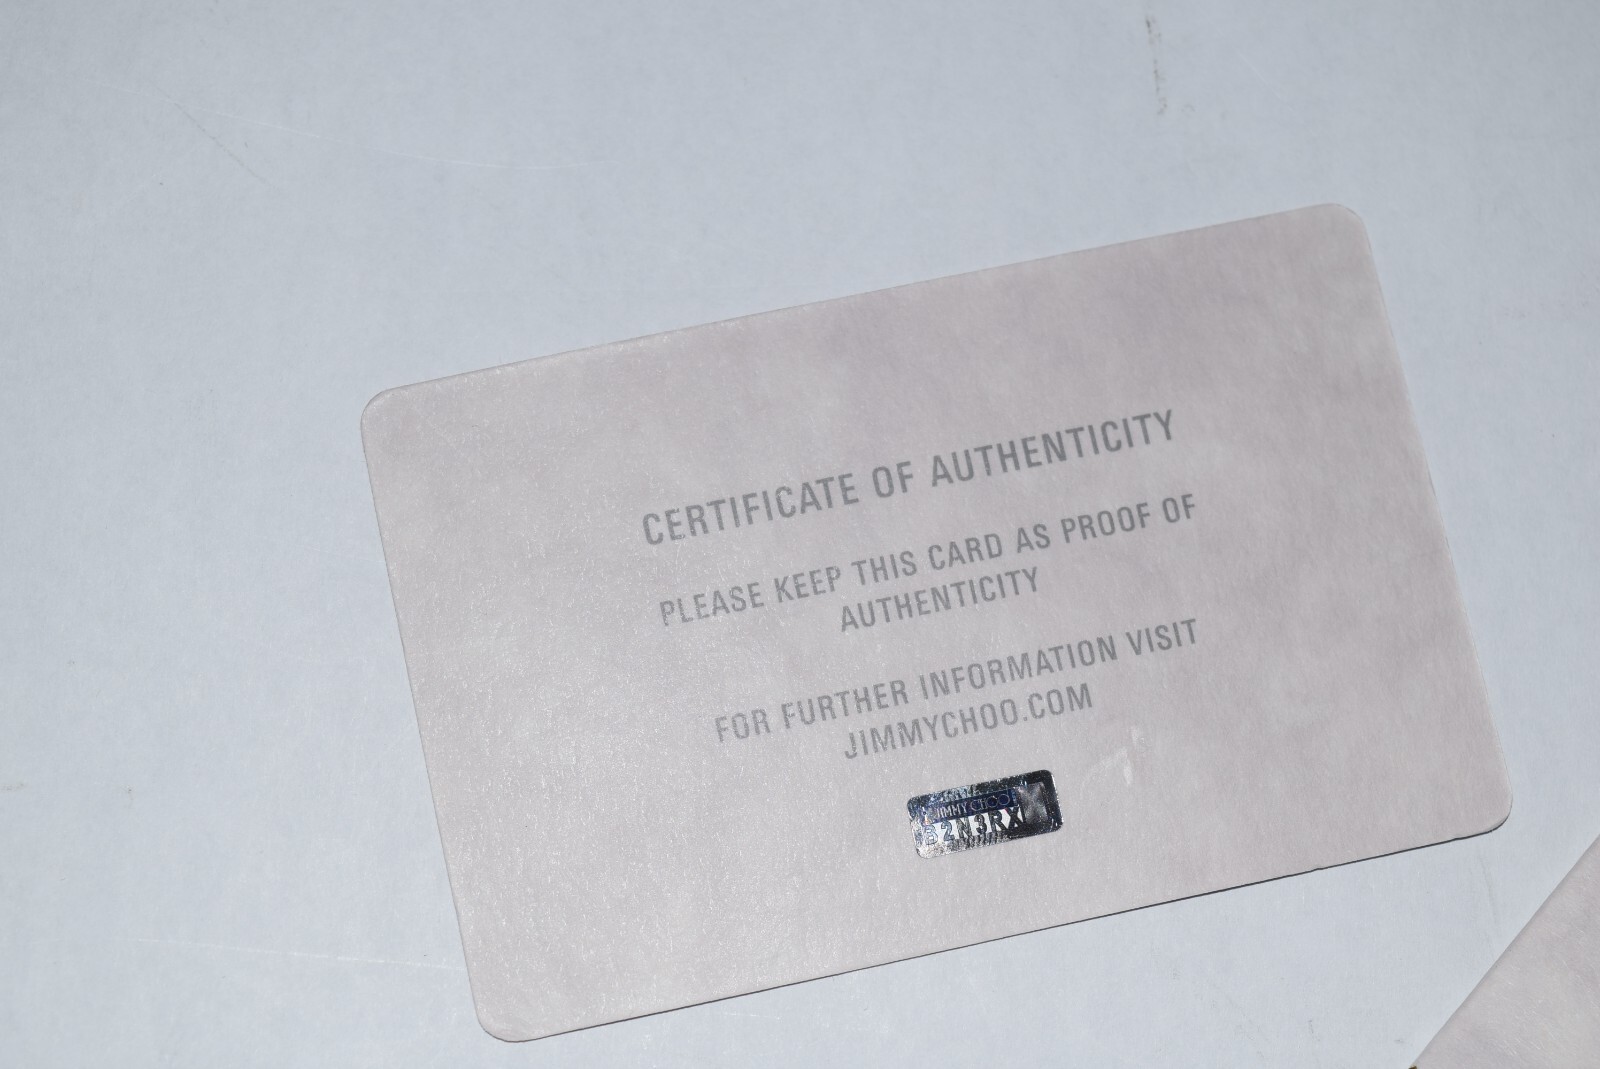 CERTIFICATE OF AUTHENTICITY
PLEASE KEEP THIS CARD AS PROOF OF
AUTHENTICITY
FOR FURTHER INFORMATION VISIT
JIMMYCHOO.COM
JIMMY CHOO
B2N3RX